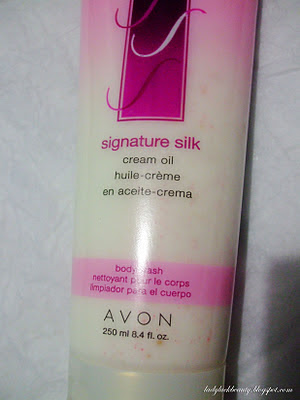 signature silk
cream oil
huile-crème
en aceite-crema
body wash
nettoyant pour le corps
limpiador para el cuerpo
AVON
250 ml 8.4 fl. oz.
ladyluckbeauty.blogspot.com